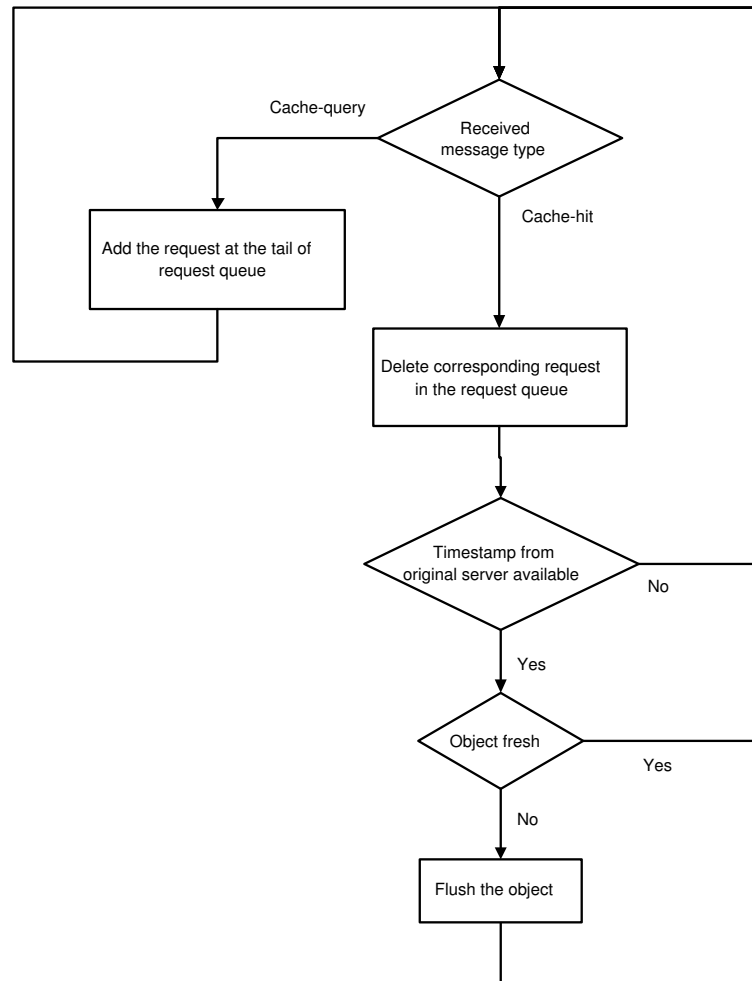 Cache-query
Received
message type
Cache-hit
Add the request at the tail of
request queue
Delete corresponding request
in the request queue
Timestamp from
original server available
No
Yes
Object fresh
Yes
No
Flush the object